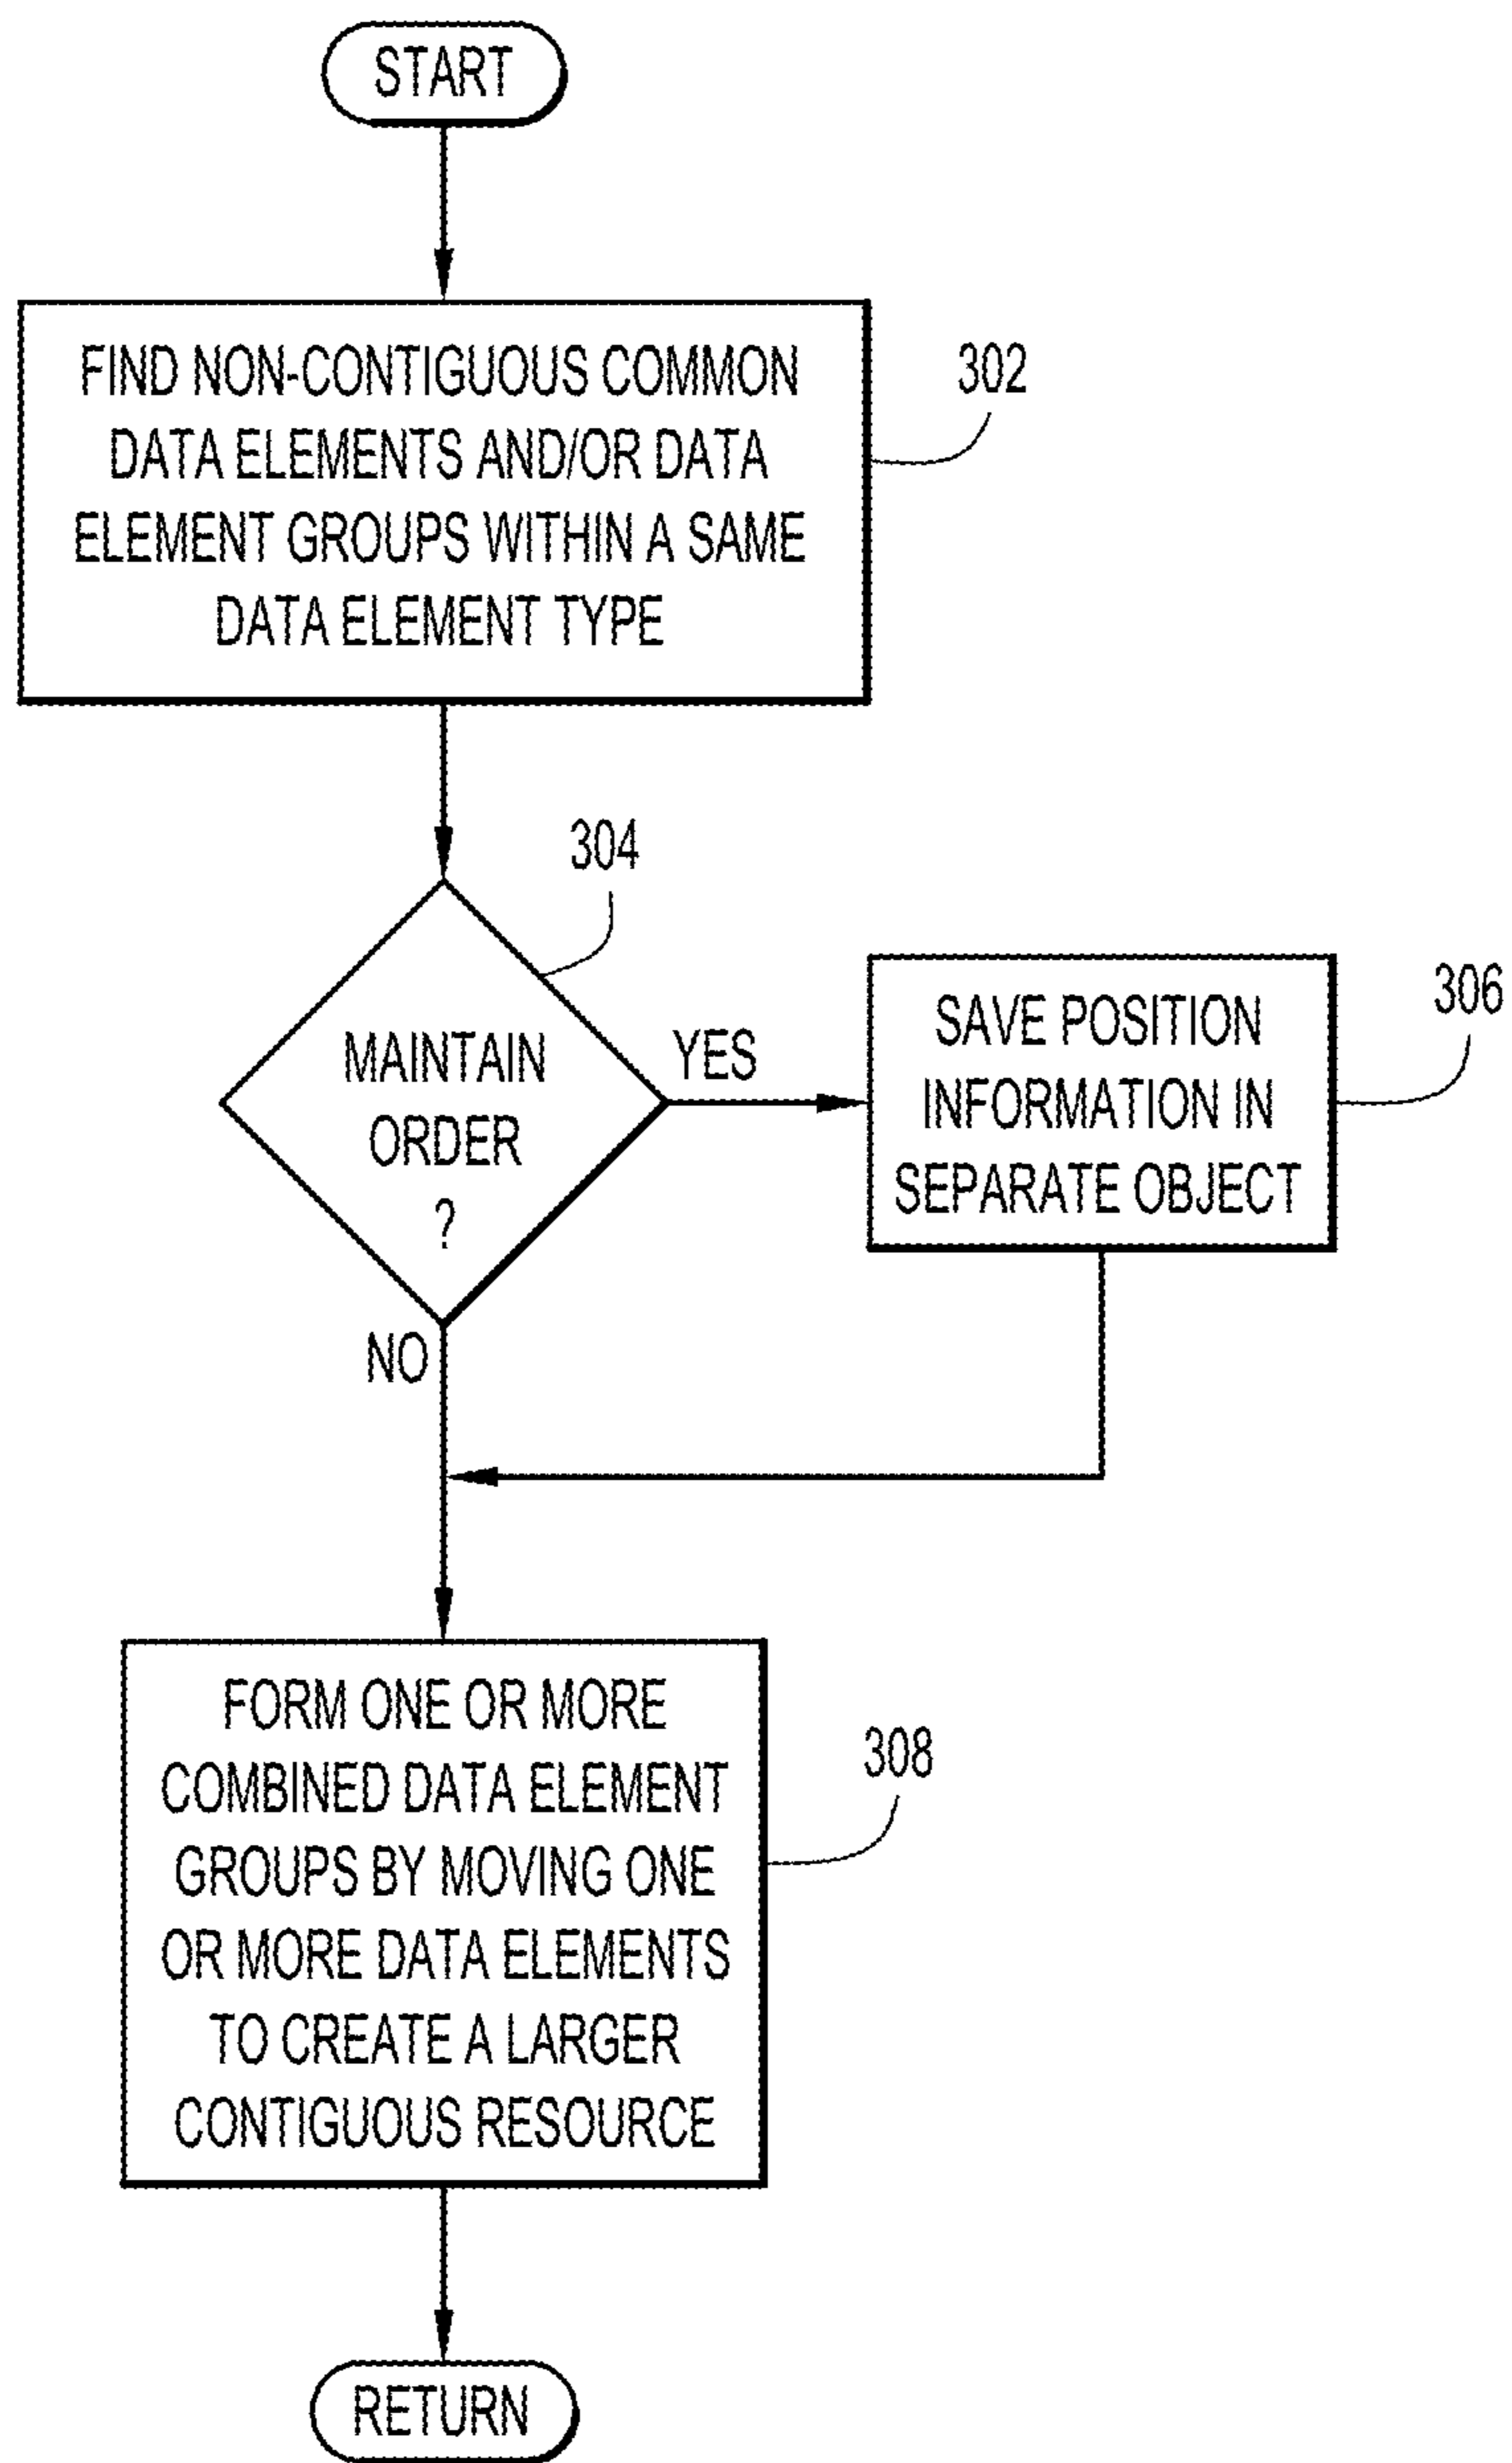 START
FIND NON-CONTIGUOUS COMMON
DATA ELEMENTS AND/OR DATA
ELEMENT GROUPS WITHIN A SAME
DATA ELEMENT TYPE
302
304
MAINTAIN
ORDER
?
YES
SAVE POSITION
INFORMATION IN
SEPARATE OBJECT
306
NO
FORM ONE OR MORE
COMBINED DATA ELEMENT
GROUPS BY MOVING ONE
OR MORE DATA ELEMENTS
TO CREATE A LARGER
CONTIGUOUS RESOURCE
308
RETURN